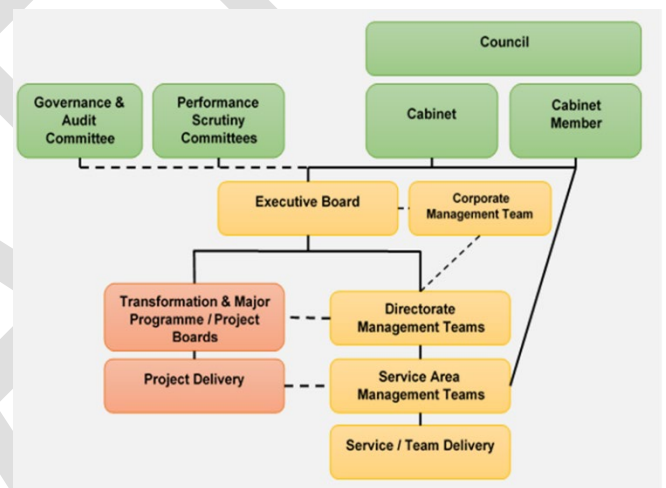 Council
Governance &
Audit
Committee
Performance
Scrutiny
Committees
Cabinet
Cabinet
Member
Executive Board
Corporate
Management Team
Transformation & Major
Programme / Project
Boards
Directorate
Management Teams
Project Delivery
Service Area
Management Teams
Service / Team Delivery